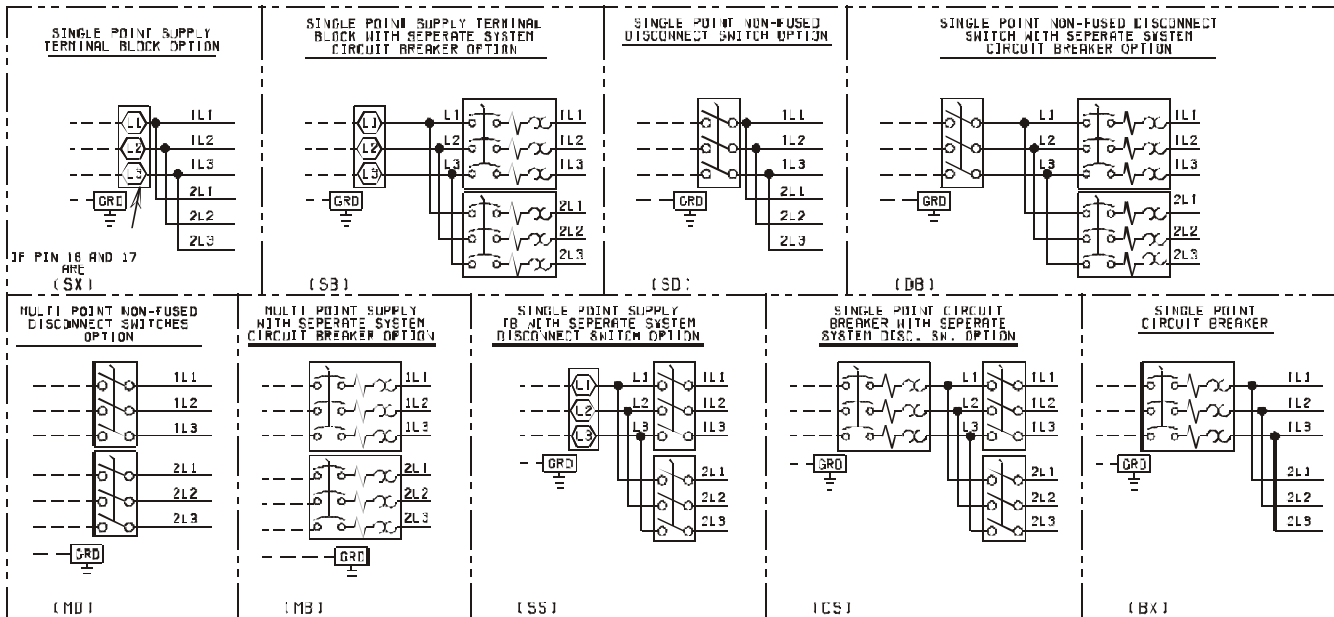 SINGLE POINT SUPPLY
TERMINAL BLOCK OPTION
L1
L2
L3
1L1
1L2
1L3
2L1
2L2
2L3
GRD
IF PIN 16 AND 17
ARE
(SX)
SINGLE POINT SUPPLY TERMINAL
BLOCK WITH SEPERATE SYSTEM
CIRCUIT BREAKER OPTION
L1
L2
L3
L1
L2
L3
1L1
1L2
1L3
GRD
2L1
2L2
2L3
(SB)
SINGLE POINT NON-FUSED
DISCONNECT SWITCH OPTION
1L1
1L2
1L3
GRD
2L1
2L2
2L3
(SD)
SINGLE POINT NON-FUSED DISCONNECT
SWITCH WITH SEPERATE SYSTEM
CIRCUIT BREAKER OPTION
L1
L2
L3
1L1
1L2
1L3
GRD
2L1
2L2
2L3
(DB)
MULTI POINT NON-FUSED
DISCONNECT SWITCHES
OPTION
1L1
1L2
1L3
2L1
2L2
2L3
GRD
(MD)
MULTI POINT SUPPLY
WITH SEPERATE SYSTEM
CIRCUIT BREAKER OPTION
1L1
1L2
1L3
2L1
2L2
2L3
GRD
(MB)
SINGLE POINT SUPPLY
TB WITH SEPERATE SYSTEM
DISCONNECT SWITCH OPTION
L1
L2
L3
L1
L2
L3
1L1
1L2
1L3
GRD
2L1
2L2
2L3
(SS)
SINGLE POINT CIRCUIT
BREAKER WITH SEPERATE
SYSTEM DISC. SW. OPTION
L1
L2
L3
1L1
1L2
1L3
GRD
2L1
2L2
2L3
(CS)
SINGLE POINT
CIRCUIT BREAKER
1L1
1L2
1L3
GRD
2L1
2L2
2L3
(BX)